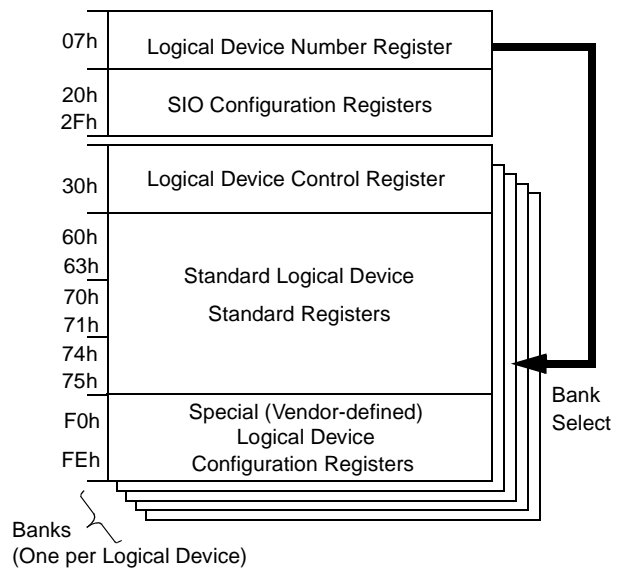 07h
Logical Device Number Register
20h
2Fh
SIO Configuration Registers
30h
Logical Device Control Register
60h
63h
70h
71h
74h
75h
Standard Logical Device
Standard Registers
Bank
Select
F0h
FEh
Special (Vendor-defined)
Logical Device
Configuration Registers
Banks
(One per Logical Device)